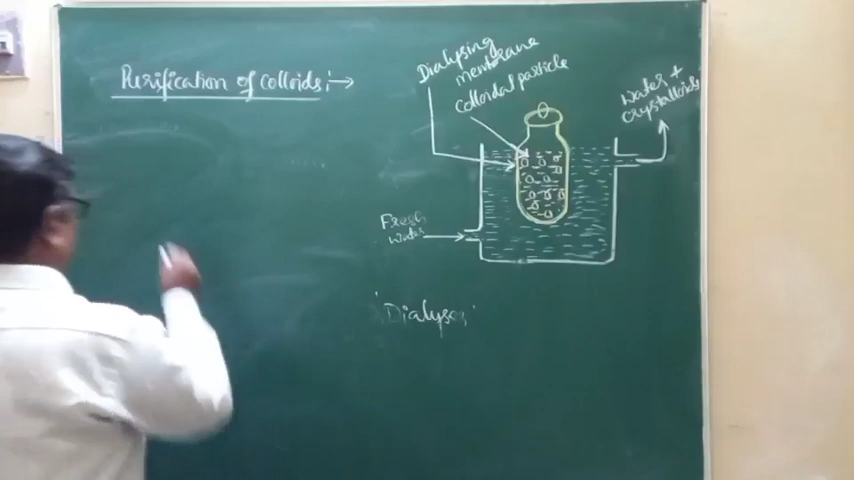 Purification of colloids:→
Dialysing
membrane
colloidal particle
Water +
crystalloids
Fresh
water
'Dialyses'